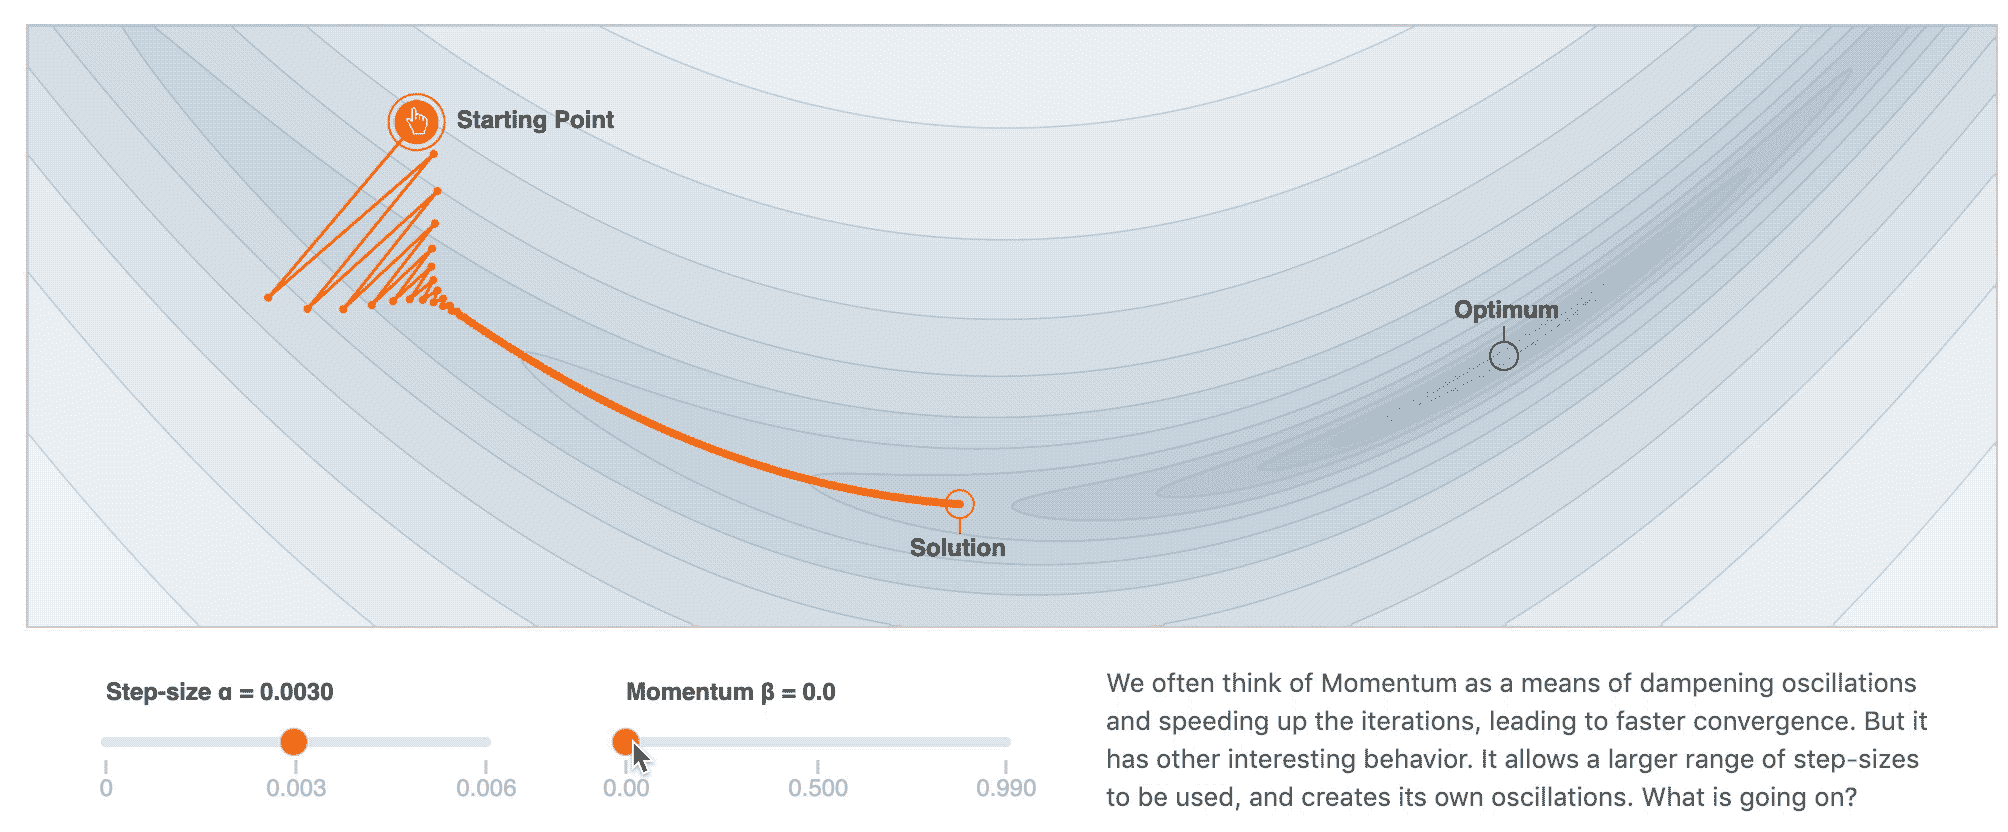 Starting Point
Optimum
Solution
Step-size α = 0.0030
Momentum β = 0.0
0
0.003
0.006
0.00
0.500
0.990
We often think of Momentum as a means of dampening oscillations
and speeding up the iterations, leading to faster convergence. But it
has other interesting behavior. It allows a larger range of step-sizes
to be used, and creates its own oscillations. What is going on?